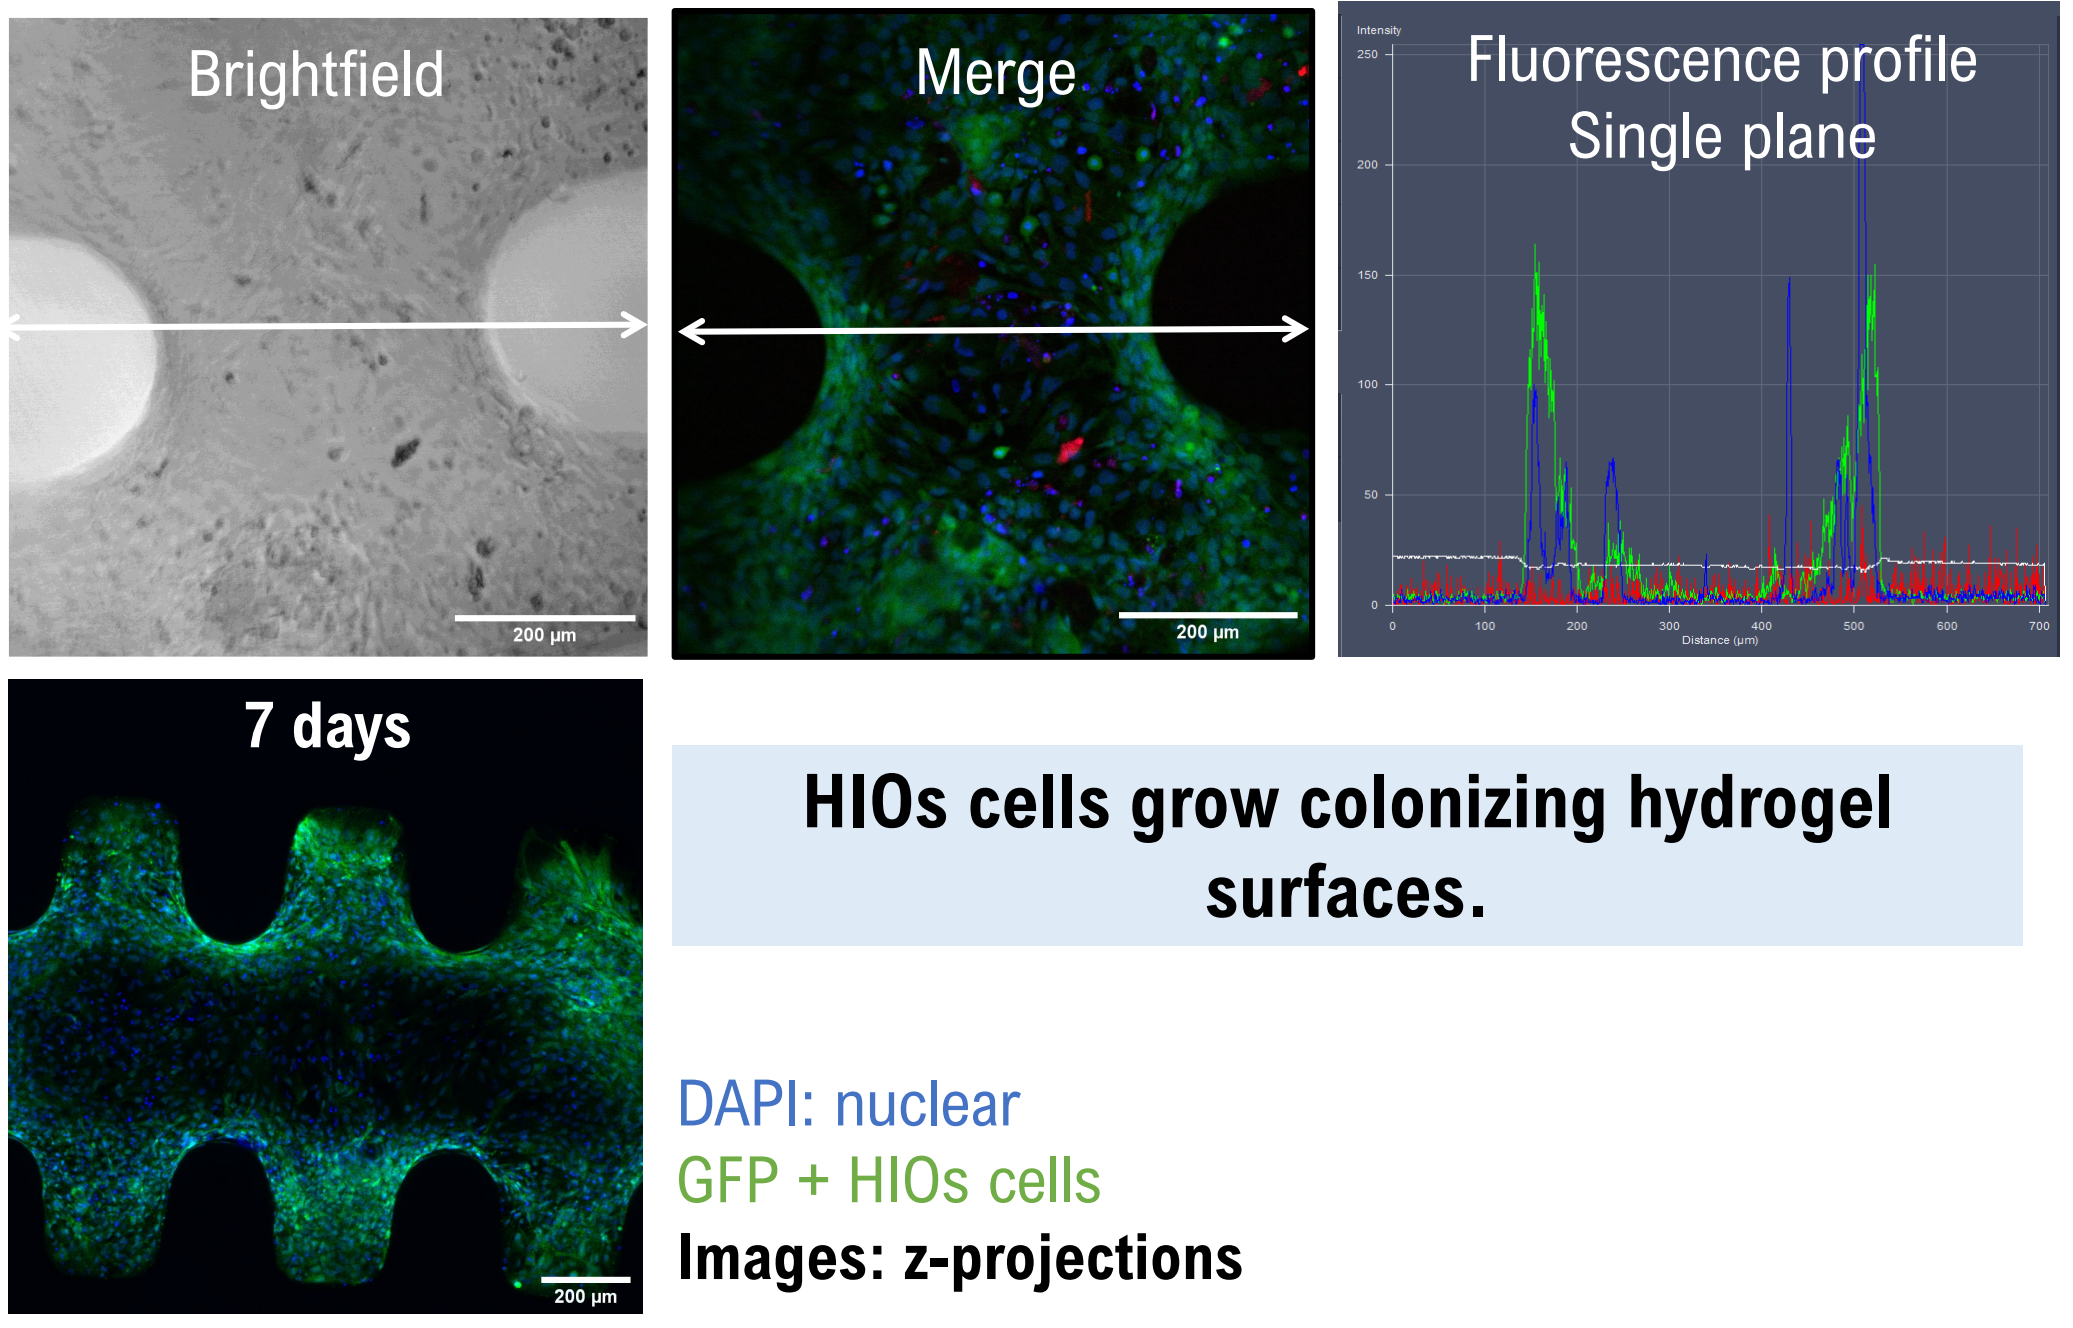 Brightfield
200 µm
Merge
200 µm
Intensity
Fluorescence profile
Single plane
250
200
150
100
50
0
0 100 200 300 400 500 600 700
Distance (µm)
7 days
200 µm
HIOs cells grow colonizing hydrogel
surfaces.
DAPI: nuclear
GFP + HIOs cells
Images: z-projections